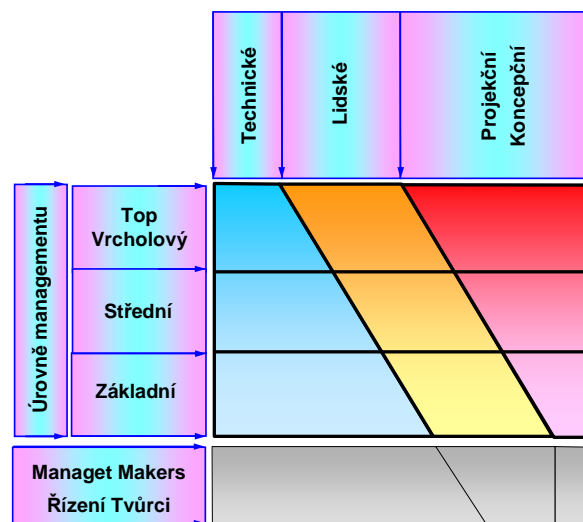 Technické
Lidské
Projekční
Koncepční
Úrovně managementu
Top
Vrcholový
Střední
Základní
Managet Makers
Řízení Tvůrci